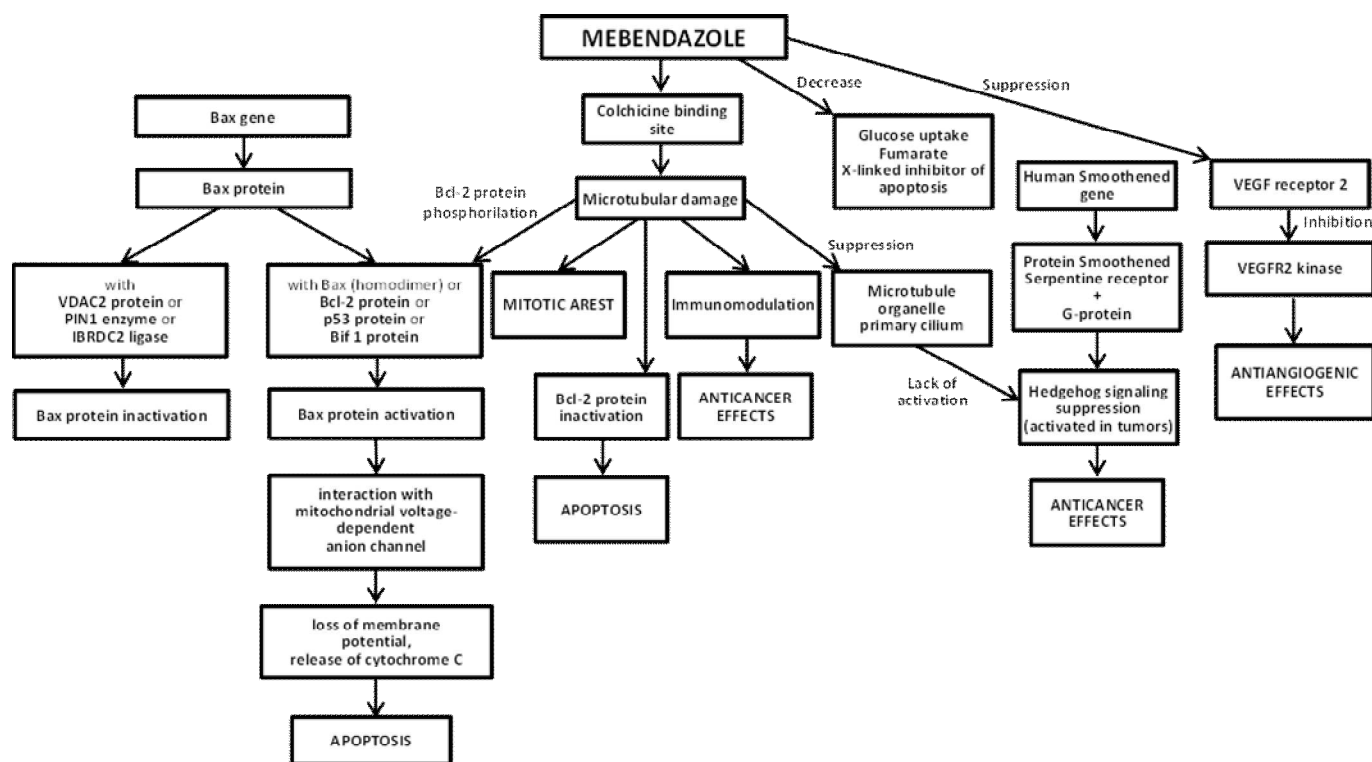 MEBENDAZOLE
Decrease
Suppression
Bax gene
Colchicine binding
site
Glucose uptake
Fumarate
X-linked inhibitor of
apoptosis
Human Smoothened
gene
VEGF receptor 2
Bax protein
Bcl-2 protein
phosphorilation
Microtubular damage
Inhibition
Suppression
with
VDAC2 protein or
PIN1 enzyme or
IBRDC2 ligase
with Bax (homodimer) or
Bcl-2 protein or
p53 protein or
Bif 1 protein
MITOTIC AREST
Immunomodulation
Microtubule
organelle
primary cilium
Protein Smoothened
Serpentine receptor
+
G-protein
VEGFR2 kinase
Bax protein inactivation
Bax protein activation
Bcl-2 protein
inactivation
ANTICANCER
EFFECTS
Lack of
activation
Hedgehog signaling
suppression
(activated in tumors)
ANTIANGIOGENIC
EFFECTS
interaction with
mitochondrial voltage-
dependent
anion channel
APOPTOSIS
ANTICANCER
EFFECTS
loss of membrane
potential,
release of cytochrome C
APOPTOSIS